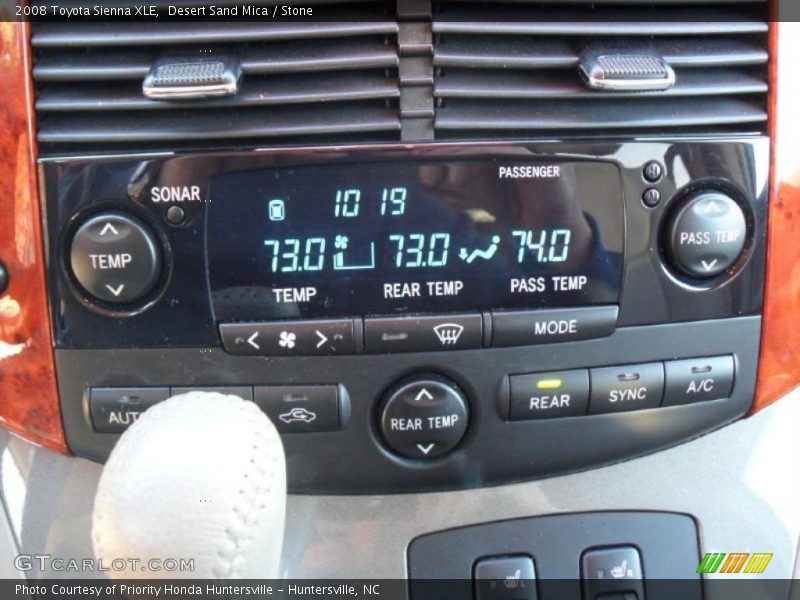 2008 Toyota Sienna XLE,  Desert Sand Mica / Stone
PASSENGER
SONAR
10 19
73.0 73.0 74.0
TEMP
PASS TEMP
TEMP REAR TEMP PASS TEMP
MODE
AUTO
REAR TEMP
REAR SYNC A/C
GTCARLOT.COM
Photo Courtesy of Priority Honda Huntersville – Huntersville, NC